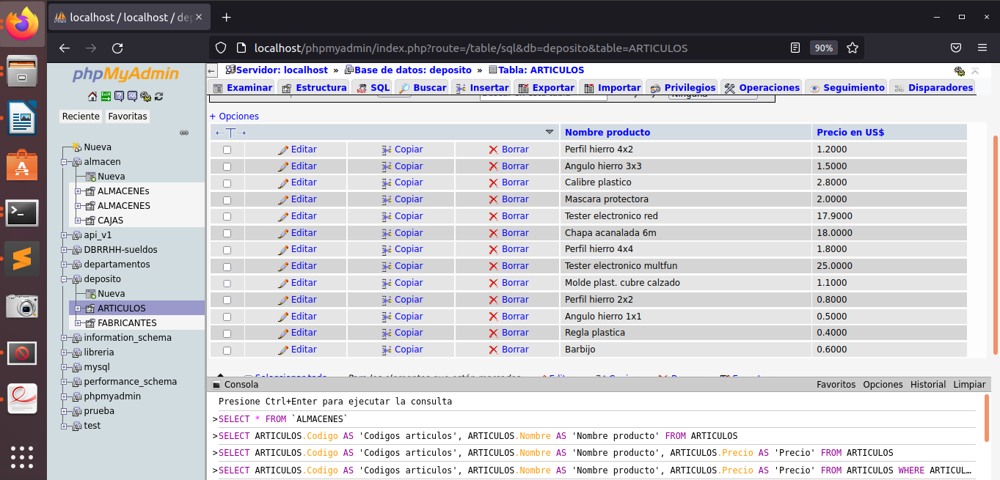 localhost / localhost / dep
localhost/phpmyadmin/index.php?route=/table/sql&db=deposito&table=ARTICULOS 90%
phpMyAdmin
Reciente Favoritas
Nueva
almacen
Nueva
ALMACENEs
ALMACENES
CAJAS
api_v1
DBRRHH-sueldos
departamentos
deposito
Nueva
ARTICULOS
FABRICANTES
information_schema
libreria
mysql
performance_schema
phpmyadmin
prueba
test
Servidor: localhost » Base de datos: deposito » Tabla: ARTICULOS
Examinar Estructura SQL Buscar Insertar Exportar Importar Privilegios Operaciones Seguimiento Disparadores
+ Opciones
←T→ Nombre producto Precio en US$
Editar Copiar Borrar Perfil hierro 4x2 1.2000
Editar Copiar Borrar Angulo hierro 3x3 1.5000
Editar Copiar Borrar Calibre plastico 2.8000
Editar Copiar Borrar Mascara protectora 2.0000
Editar Copiar Borrar Tester electronico red 17.9000
Editar Copiar Borrar Chapa acanalada 6m 18.0000
Editar Copiar Borrar Perfil hierro 4x4 1.8000
Editar Copiar Borrar Tester electronico multfun 25.0000
Editar Copiar Borrar Molde plast. cubre calzado 1.1000
Editar Copiar Borrar Perfil hierro 2x2 0.8000
Editar Copiar Borrar Angulo hierro 1x1 0.5000
Editar Copiar Borrar Regla plastica 0.4000
Editar Copiar Borrar Barbijo 0.6000
Consola Favoritos Opciones Historial Limpiar
Presione Ctrl+Enter para ejecutar la consulta
>SELECT * FROM `ALMACENES`
>SELECT ARTICULOS.Codigo AS 'Codigos articulos', ARTICULOS.Nombre AS 'Nombre producto' FROM ARTICULOS
>SELECT ARTICULOS.Codigo AS 'Codigos articulos', ARTICULOS.Nombre AS 'Nombre producto', ARTICULOS.Precio AS 'Precio' FROM ARTICULOS
>SELECT ARTICULOS.Codigo AS 'Codigos articulos', ARTICULOS.Nombre AS 'Nombre producto', ARTICULOS.Precio AS 'Precio' FROM ARTICULOS WHERE ARTICUL…